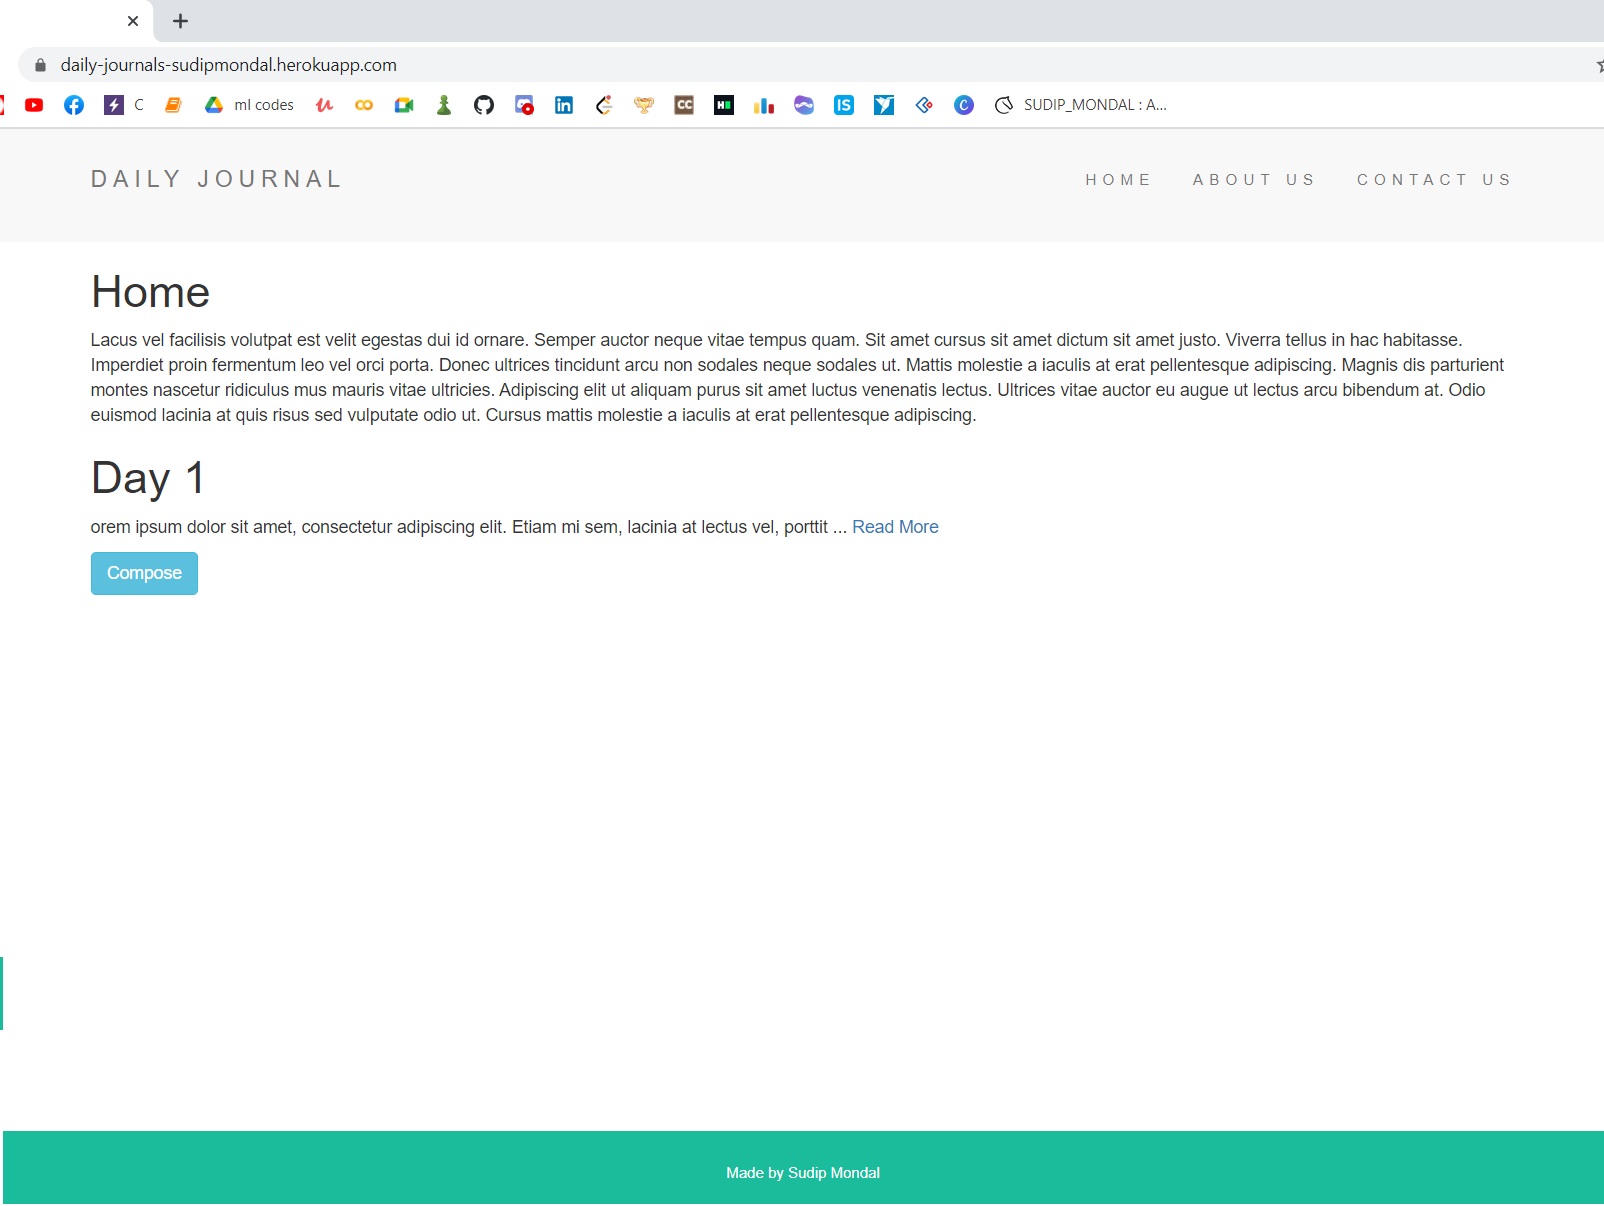 daily-journals-sudipmondal.herokuapp.com
C
ml codes
CC
IS
C
SUDIP_MONDAL : A...
DAILY JOURNAL
HOME ABOUT US CONTACT US
Home
Lacus vel facilisis volutpat est velit egestas dui id ornare. Semper auctor neque vitae tempus quam. Sit amet cursus sit amet dictum sit amet justo. Viverra tellus in hac habitasse.
Imperdiet proin fermentum leo vel orci porta. Donec ultrices tincidunt arcu non sodales neque sodales ut. Mattis molestie a iaculis at erat pellentesque adipiscing. Magnis dis parturient
montes nascetur ridiculus mus mauris vitae ultricies. Adipiscing elit ut aliquam purus sit amet luctus venenatis lectus. Ultrices vitae auctor eu augue ut lectus arcu bibendum at. Odio
euismod lacinia at quis risus sed vulputate odio ut. Cursus mattis molestie a iaculis at erat pellentesque adipiscing.
Day 1
orem ipsum dolor sit amet, consectetur adipiscing elit. Etiam mi sem, lacinia at lectus vel, porttit ... Read More
Compose
Made by Sudip Mondal